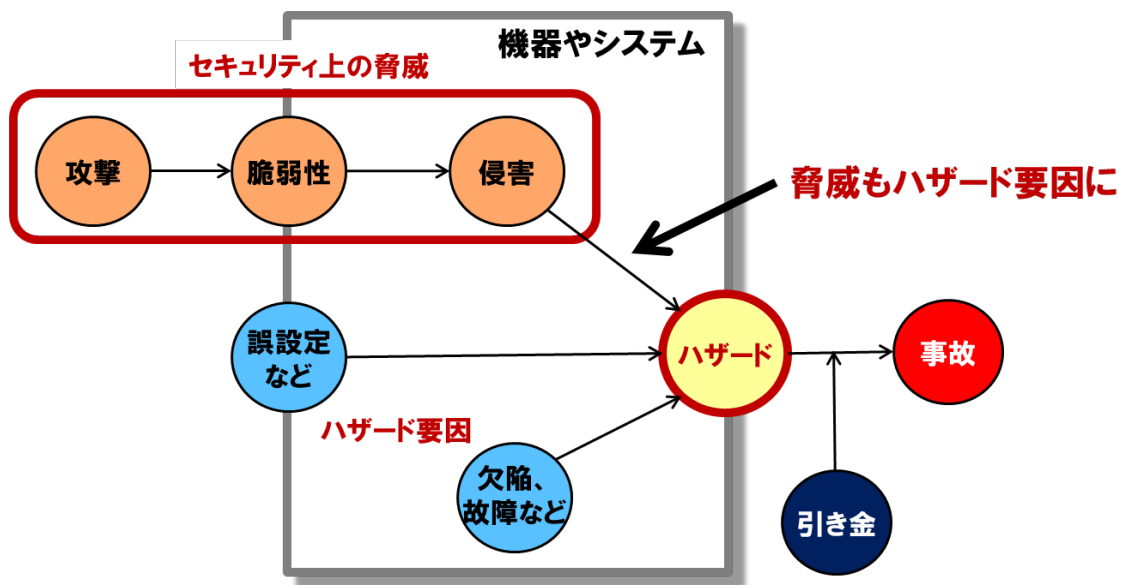 機器やシステム
セキュリティ上の脅威
攻撃
脆弱性
侵害
脅威もハザード要因に
誤設定
など
ハザード
事故
ハザード要因
欠陥、
故障など
引き金